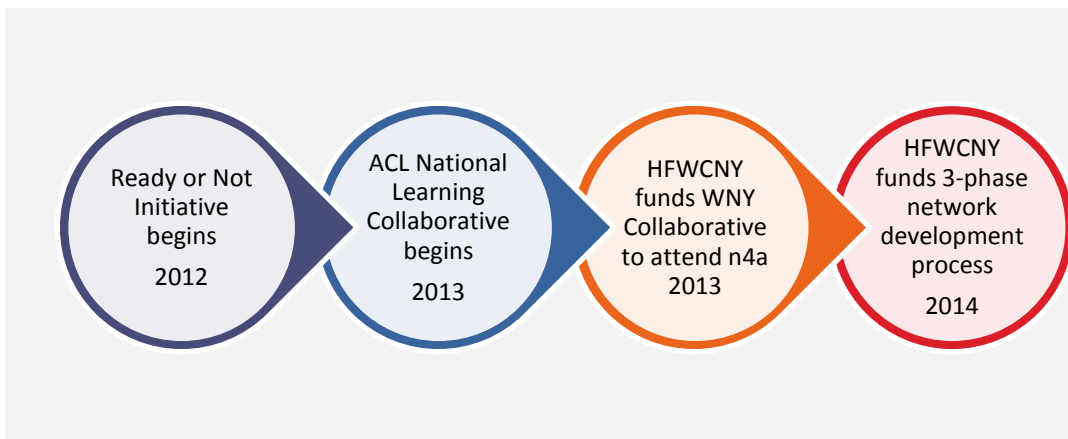 Ready or Not
Initiative
begins
2012
ACL National
Learning
Collaborative
begins
2013
HFWCNY
funds WNY
Collaborative
to attend n4a
2013
HFWCNY
funds 3-phase
network
development
process
2014